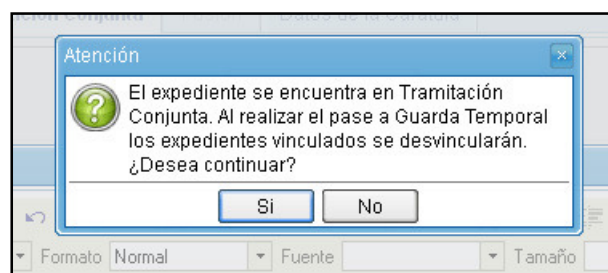 Atención
El expediente se encuentra en Tramitación
Conjunta. Al realizar el pase a Guarda Temporal
los expedientes vinculados se desvincularán.
¿Desea continuar?
Si No
Formato Normal Fuente Tamaño